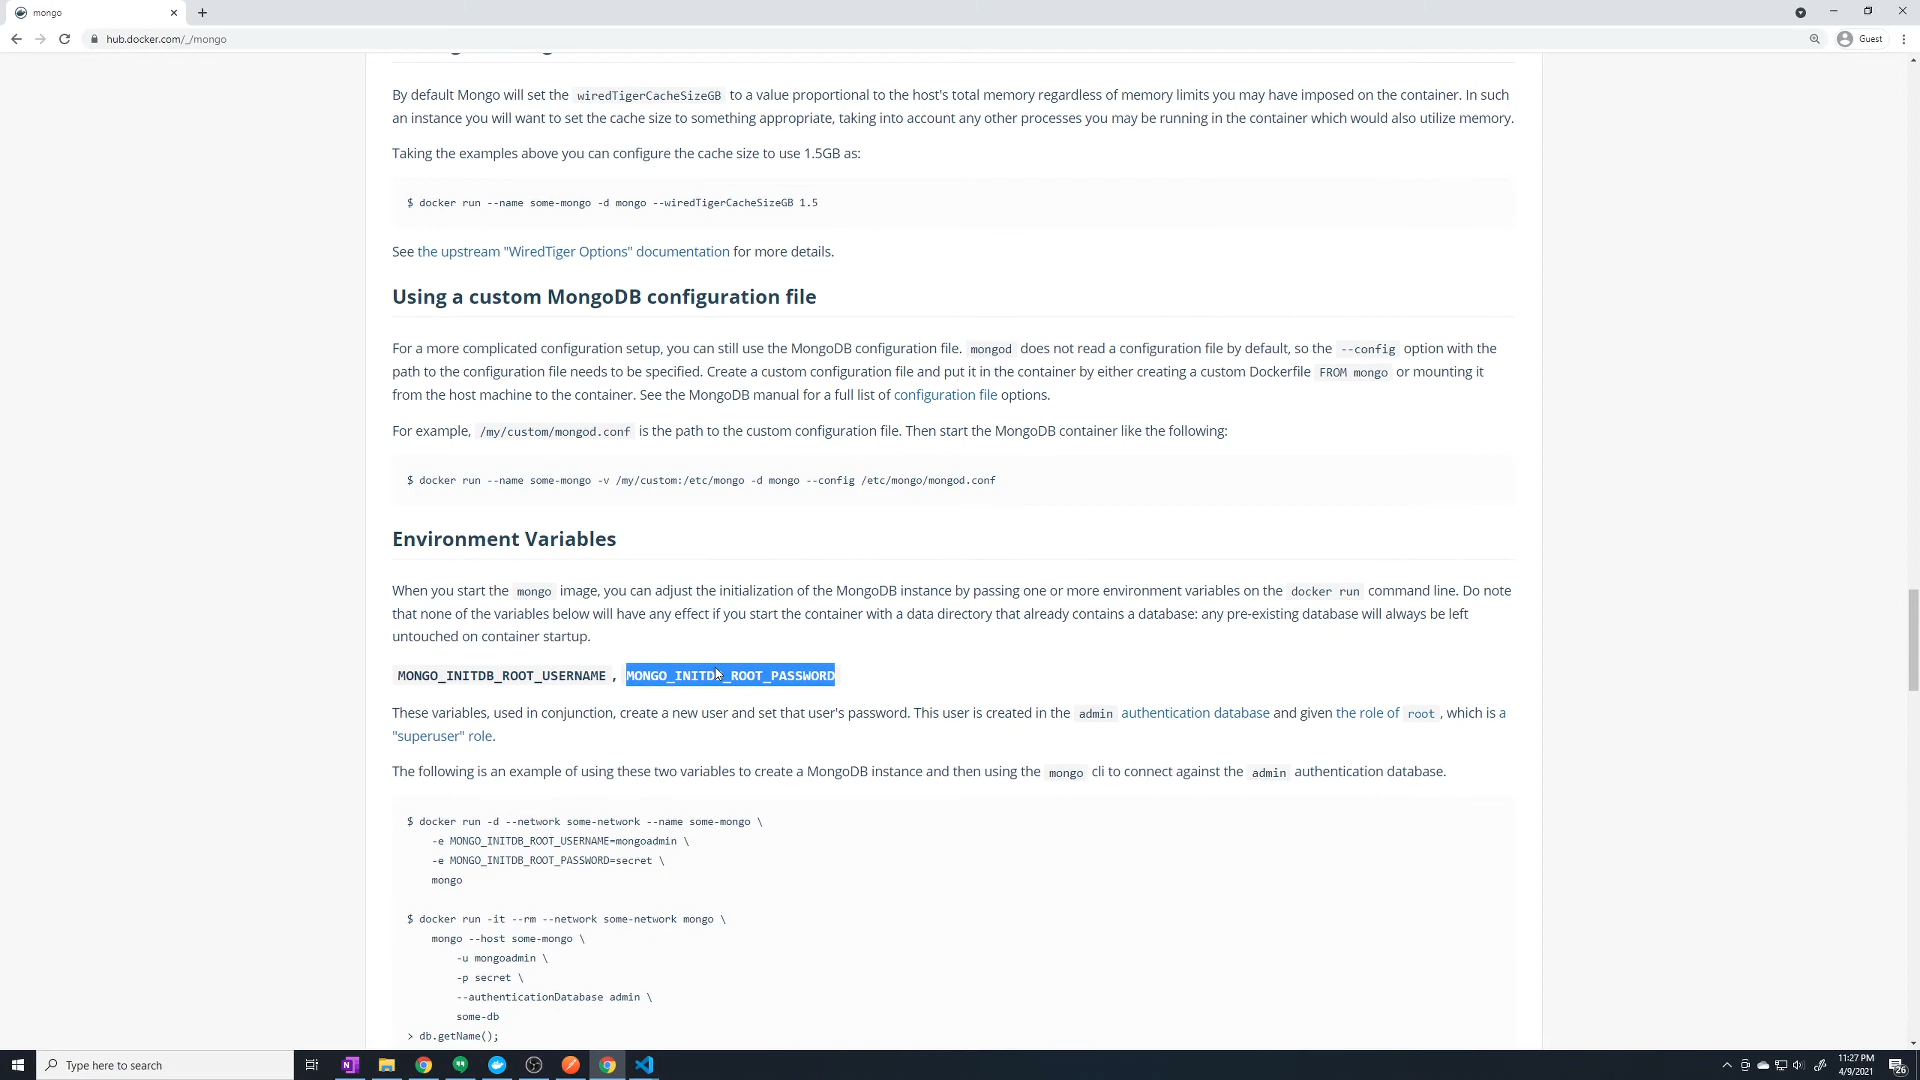 mongo
hub.docker.com/_/mongo
Guest
By default Mongo will set the wiredTigerCacheSizeGB to a value proportional to the host's total memory regardless of memory limits you may have imposed on the container. In such
an instance you will want to set the cache size to something appropriate, taking into account any other processes you may be running in the container which would also utilize memory.
Taking the examples above you can configure the cache size to use 1.5GB as:
$ docker run --name some-mongo -d mongo --wiredTigerCacheSizeGB 1.5
See the upstream "WiredTiger Options" documentation for more details.
Using a custom MongoDB configuration file
For a more complicated configuration setup, you can still use the MongoDB configuration file. mongod does not read a configuration file by default, so the --config option with the
path to the configuration file needs to be specified. Create a custom configuration file and put it in the container by either creating a custom Dockerfile FROM mongo or mounting it
from the host machine to the container. See the MongoDB manual for a full list of configuration file options.
For example, /my/custom/mongod.conf is the path to the custom configuration file. Then start the MongoDB container like the following:
$ docker run --name some-mongo -v /my/custom:/etc/mongo -d mongo --config /etc/mongo/mongod.conf
Environment Variables
When you start the mongo image, you can adjust the initialization of the MongoDB instance by passing one or more environment variables on the docker run command line. Do note
that none of the variables below will have any effect if you start the container with a data directory that already contains a database: any pre-existing database will always be left
untouched on container startup.
MONGO_INITDB_ROOT_USERNAME , MONGO_INITDB_ROOT_PASSWORD
These variables, used in conjunction, create a new user and set that user's password. This user is created in the admin authentication database and given the role of root , which is a
"superuser" role.
The following is an example of using these two variables to create a MongoDB instance and then using the mongo cli to connect against the admin authentication database.
$ docker run -d --network some-network --name some-mongo \
-e MONGO_INITDB_ROOT_USERNAME=mongoadmin \
-e MONGO_INITDB_ROOT_PASSWORD=secret \
mongo
$ docker run -it --rm --network some-network mongo \
mongo --host some-mongo \
-u mongoadmin \
-p secret \
--authenticationDatabase admin \
some-db
> db.getName();
Type here to search
11:27 PM
4/9/2021
26